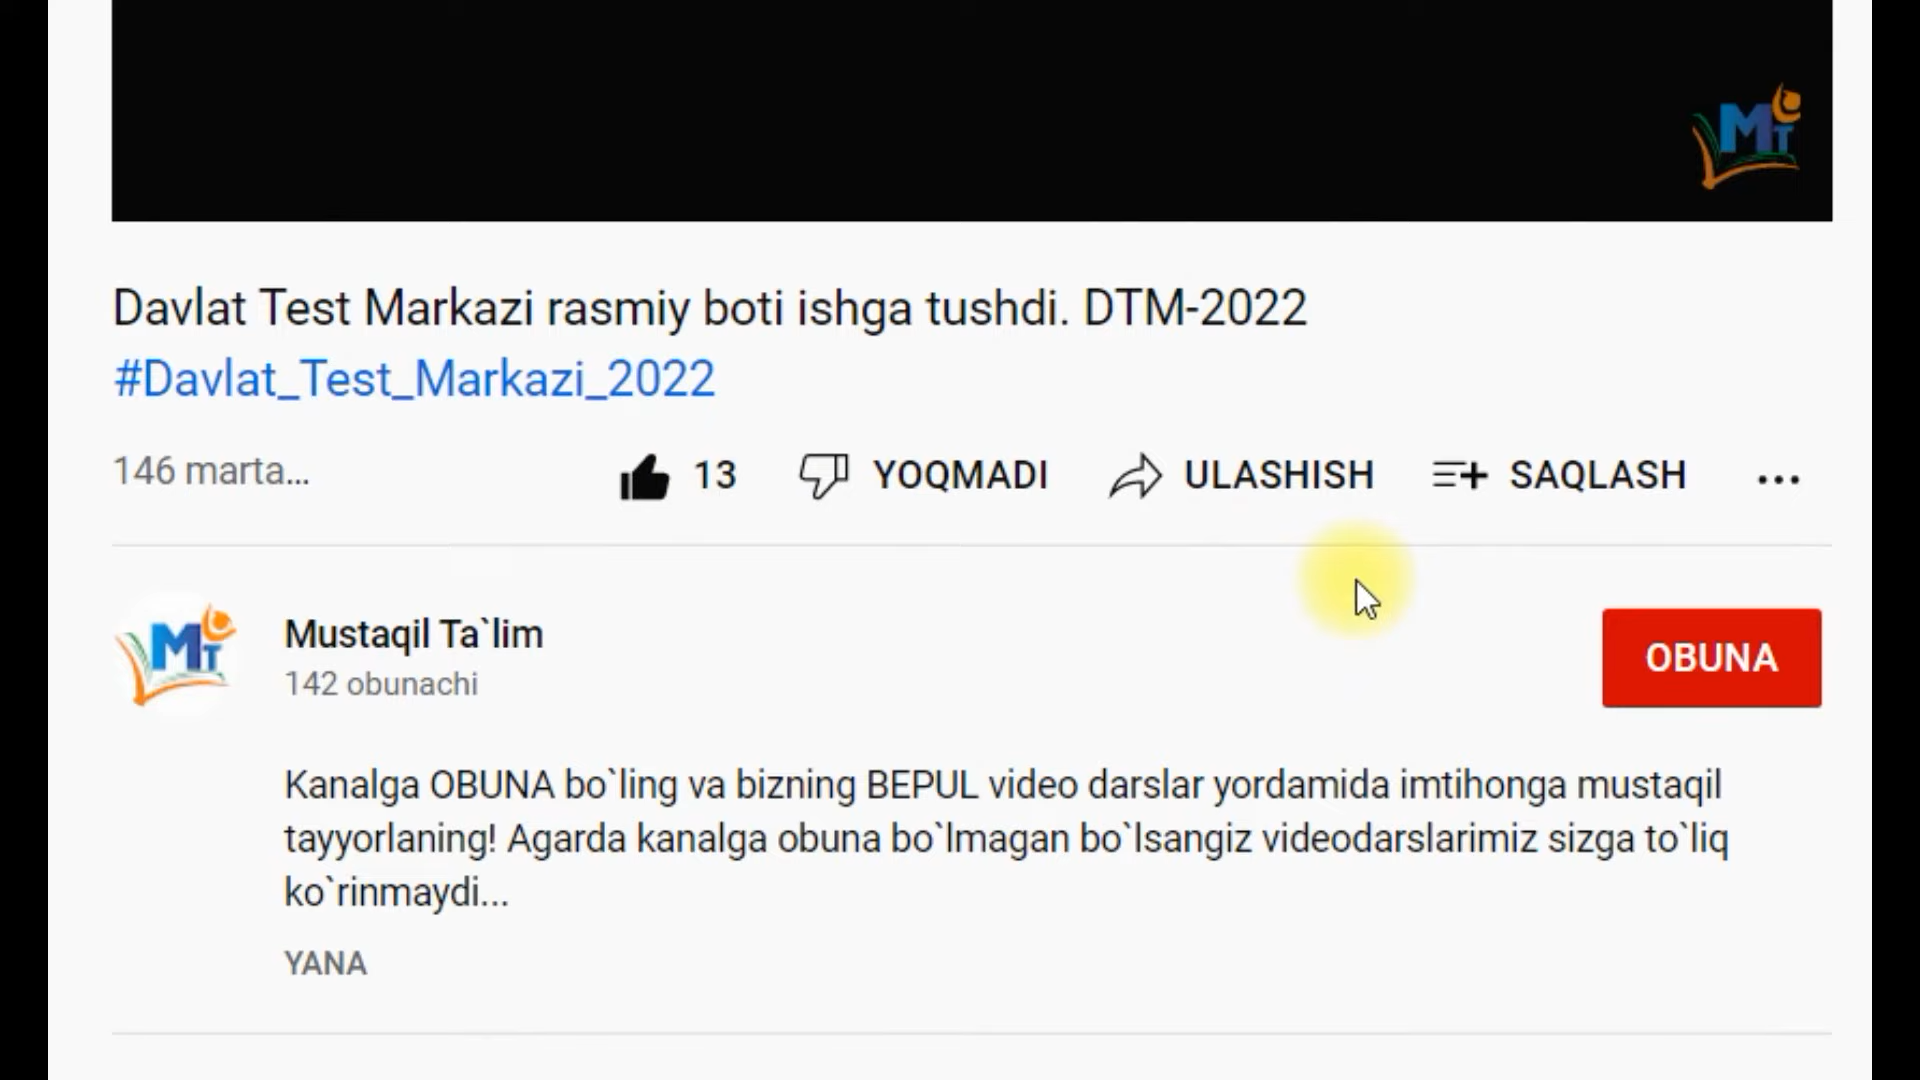 MT
Davlat Test Markazi rasmiy boti ishga tushdi. DTM-2022
#Davlat_Test_Markazi_2022
146 marta...
13
YOQMADI
ULASHISH
SAQLASH
MT
Mustaqil Ta`lim
142 obunachi
OBUNA
Kanalga OBUNA bo`ling va bizning BEPUL video darslar yordamida imtihonga mustaqil
tayyorlaning! Agarda kanalga obuna bo`lmagan bo`lsangiz videodarslarimiz sizga to`liq
ko`rinmaydi...
YANA